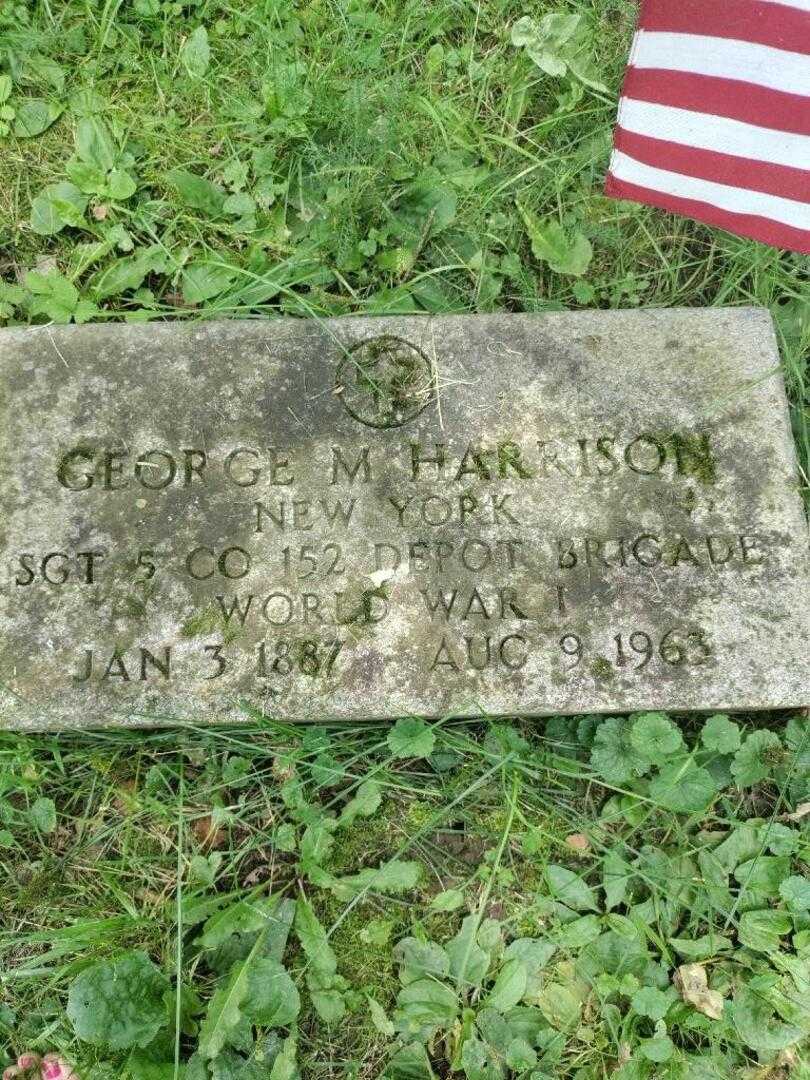 GEORGE M HARRISON
NEW YORK
SGT 5 CO 152 DEPOT BRIGADE
WORLD WAR I
JAN 3 1887 AUG 9 1963